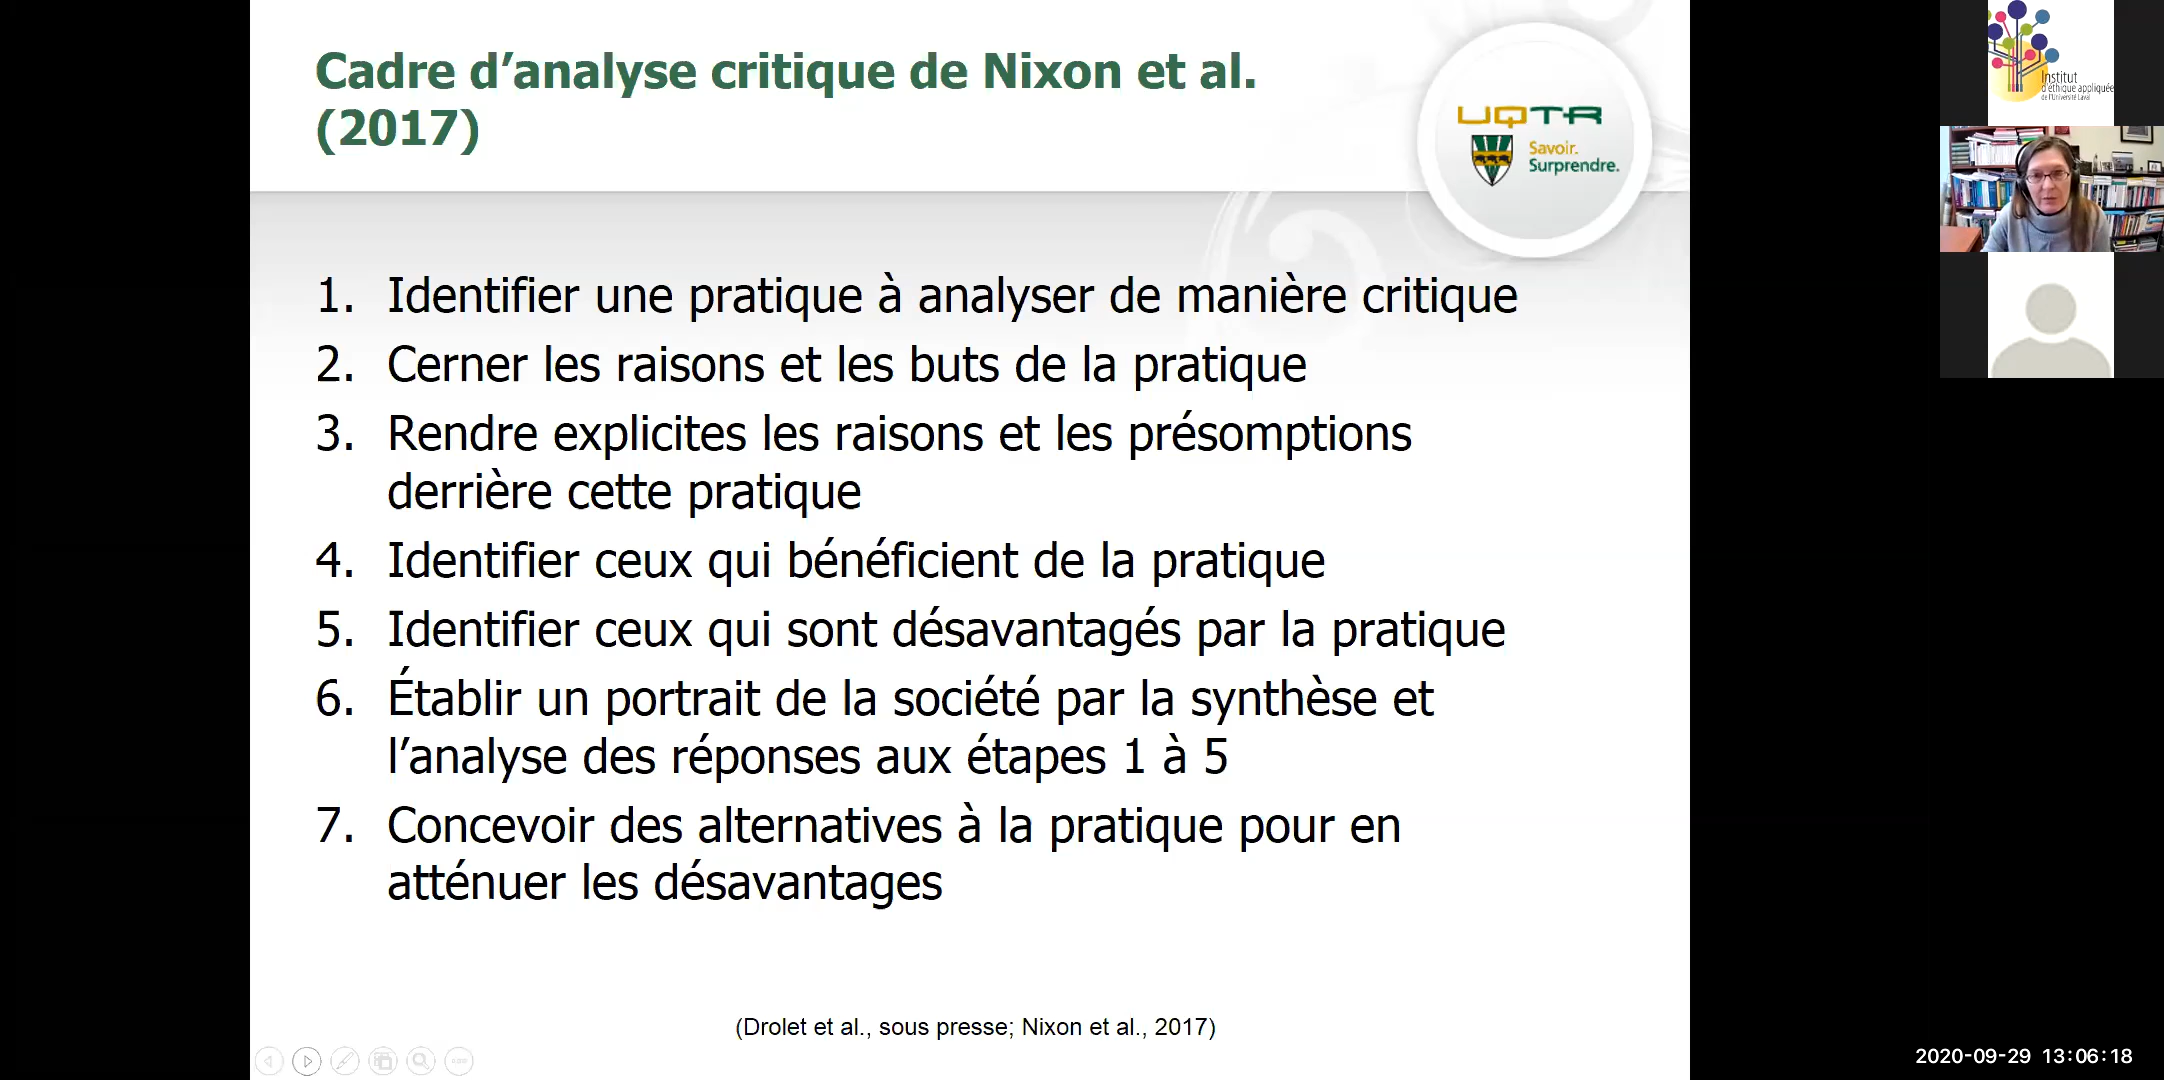 Cadre d’analyse critique de Nixon et al.
(2017)
UQTR
Savoir.
Surprendre.
1. Identifier une pratique à analyser de manière critique
2. Cerner les raisons et les buts de la pratique
3. Rendre explicites les raisons et les présomptions
derrière cette pratique
4. Identifier ceux qui bénéficient de la pratique
5. Identifier ceux qui sont désavantagés par la pratique
6. Établir un portrait de la société par la synthèse et
l’analyse des réponses aux étapes 1 à 5
7. Concevoir des alternatives à la pratique pour en
atténuer les désavantages
(Drolet et al., sous presse; Nixon et al., 2017)
Institut
d'éthique appliquée
de l'Université Laval
2020-09-29 13:06:18